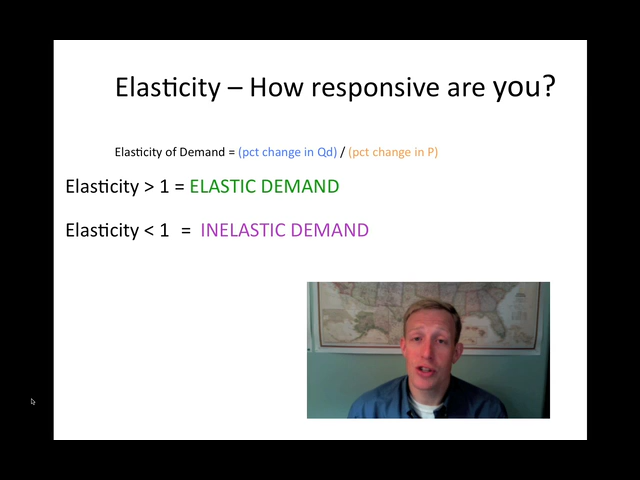 Elasticity – How responsive are you?
Elasticity of Demand = (pct change in Qd) / (pct change in P)
Elasticity > 1 = ELASTIC DEMAND
Elasticity < 1 = INELASTIC DEMAND